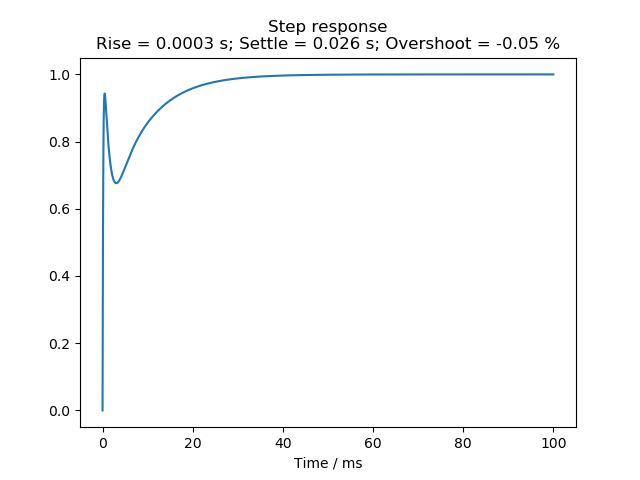 Step response
Rise = 0.0003 s; Settle = 0.026 s; Overshoot = -0.05 %
1.0
0.8
0.6
0.4
0.2
0.0
0 20 40 60 80 100
Time / ms